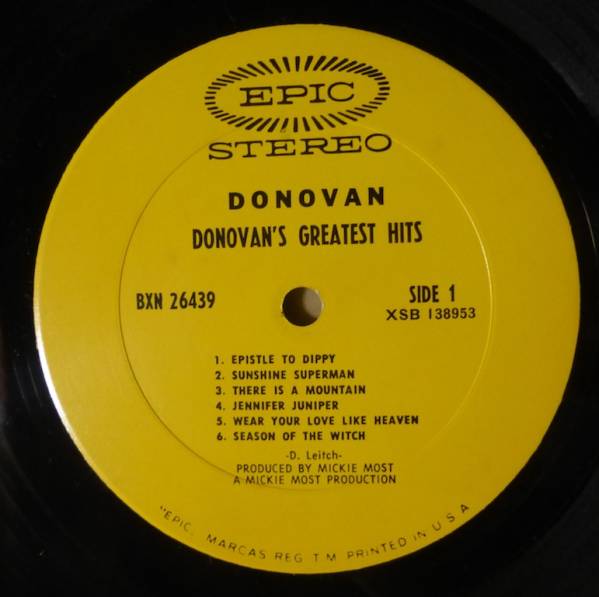 EPIC
STEREO
DONOVAN
DONOVAN'S GREATEST HITS
BXN 26439
SIDE 1
XSB 138953
1. EPISTLE TO DIPPY
2. SUNSHINE SUPERMAN
3. THERE IS A MOUNTAIN
4. JENNIFER JUNIPER
5. WEAR YOUR LOVE LIKE HEAVEN
6. SEASON OF THE WITCH
-D. Leitch-
PRODUCED BY MICKIE MOST
A MICKIE MOST PRODUCTION
"EPIC, MARCAS REG T M PRINTED IN U S A